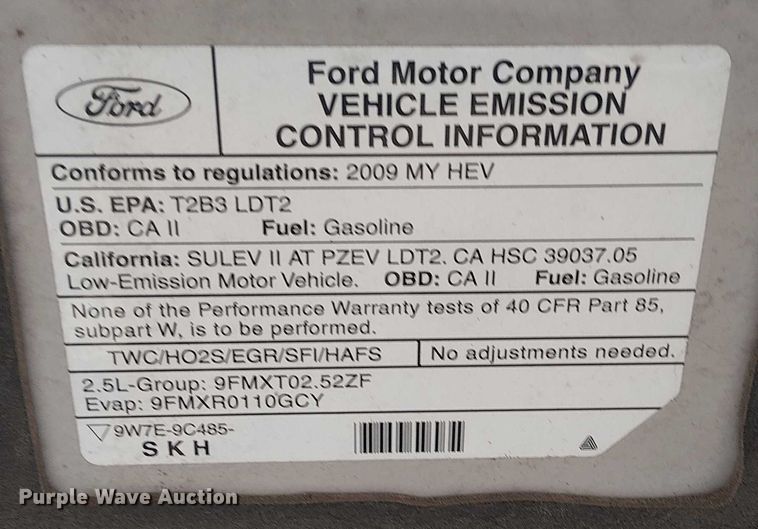 Ford
Ford Motor Company
VEHICLE EMISSION
CONTROL INFORMATION
Conforms to regulations: 2009 MY HEV
U.S. EPA: T2B3 LDT2
OBD: CA II Fuel: Gasoline
California: SULEV II AT PZEV LDT2. CA HSC 39037.05
Low-Emission Motor Vehicle. OBD: CA II Fuel: Gasoline
None of the Performance Warranty tests of 40 CFR Part 85,
subpart W, is to be performed.
TWC/HO2S/EGR/SFI/HAFS No adjustments needed.
2.5L-Group: 9FMXT02.52ZF
Evap: 9FMXR0110GCY
9W7E-9C485-
S K H
Purple Wave Auction